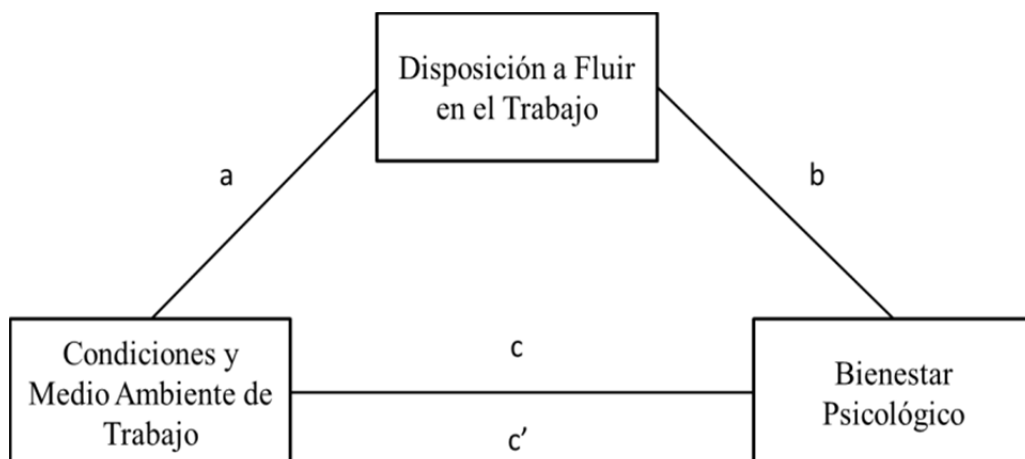 Disposición a Fluir
en el Trabajo
a
b
Condiciones y
Medio Ambiente de
Trabajo
c
c’
Bienestar
Psicológico